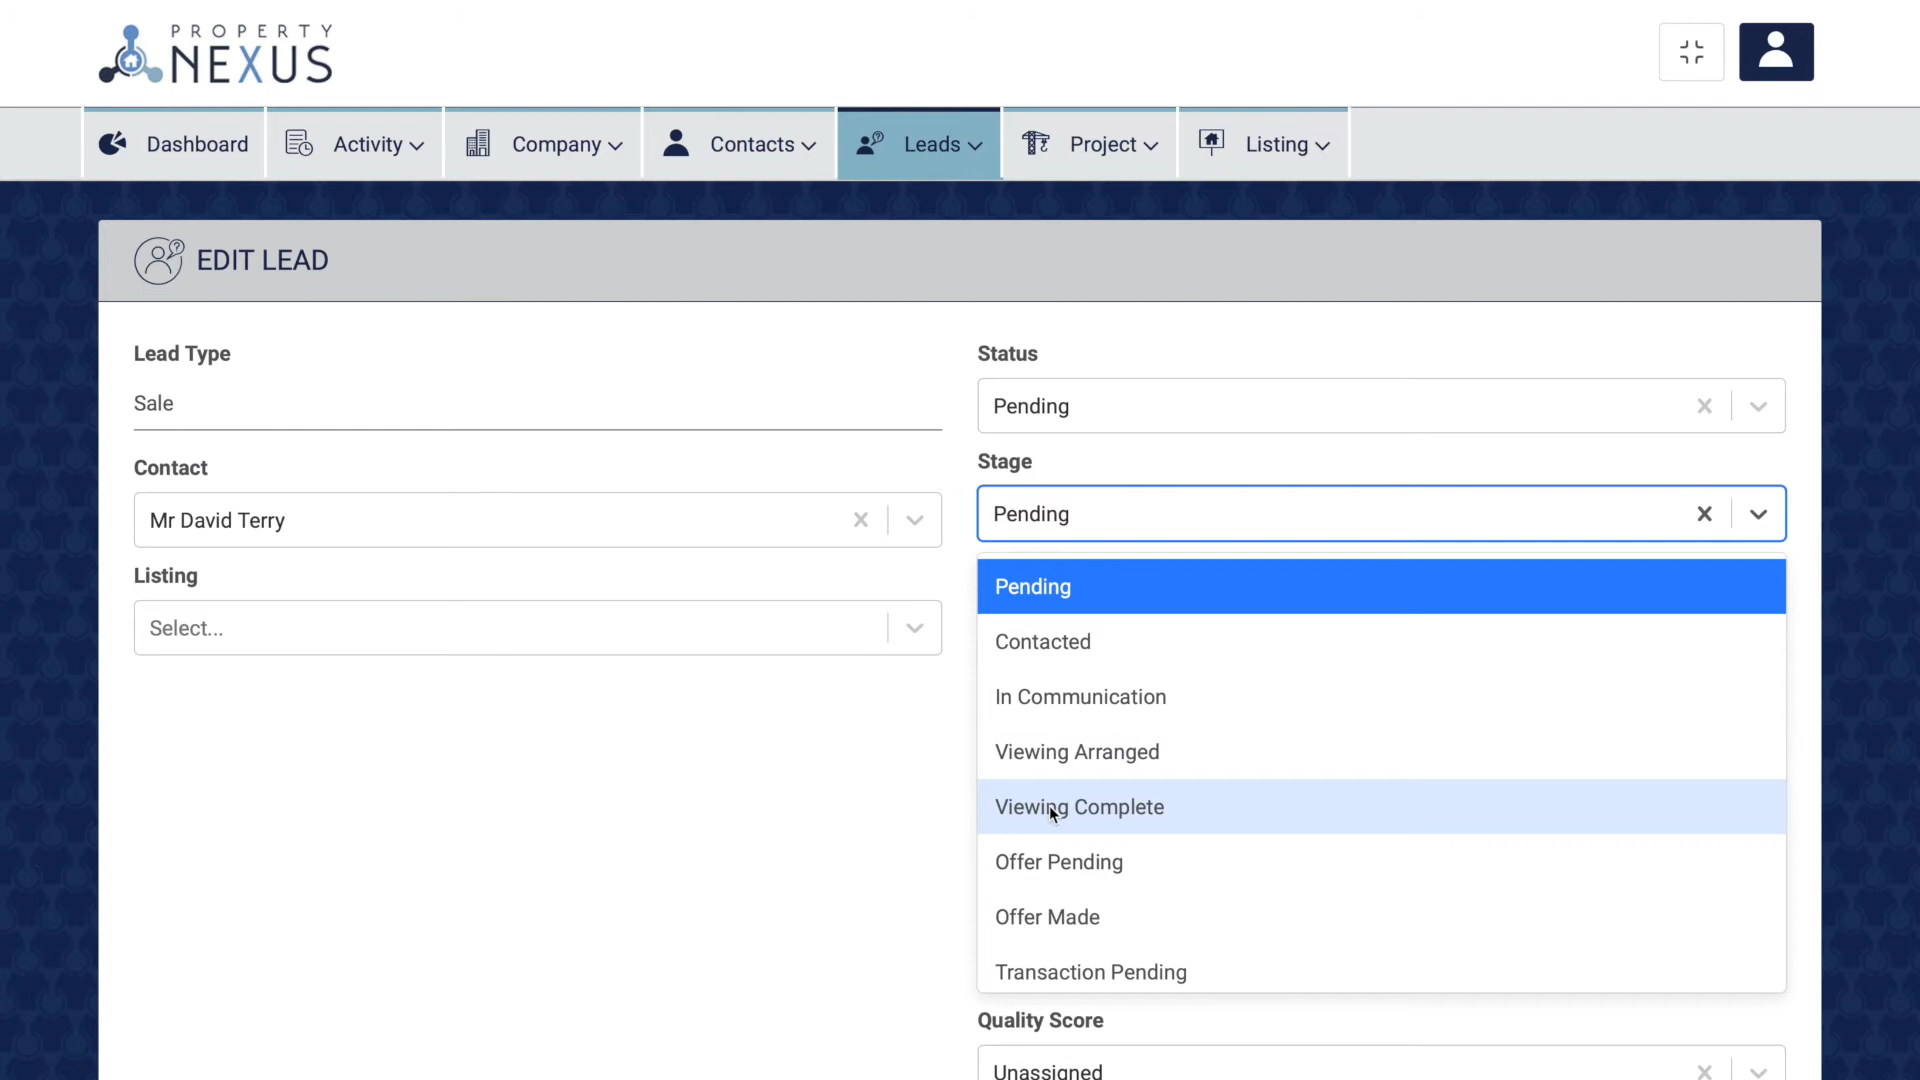 PROPERTY
NEXUS
Dashboard
Activity
Company
Contacts
Leads
Project
Listing
EDIT LEAD
Lead Type
Sale
Contact
Mr David Terry
Listing
Select...
Status
Pending
Stage
Pending
Pending
Contacted
In Communication
Viewing Arranged
Viewing Complete
Offer Pending
Offer Made
Transaction Pending
Quality Score
Unassigned